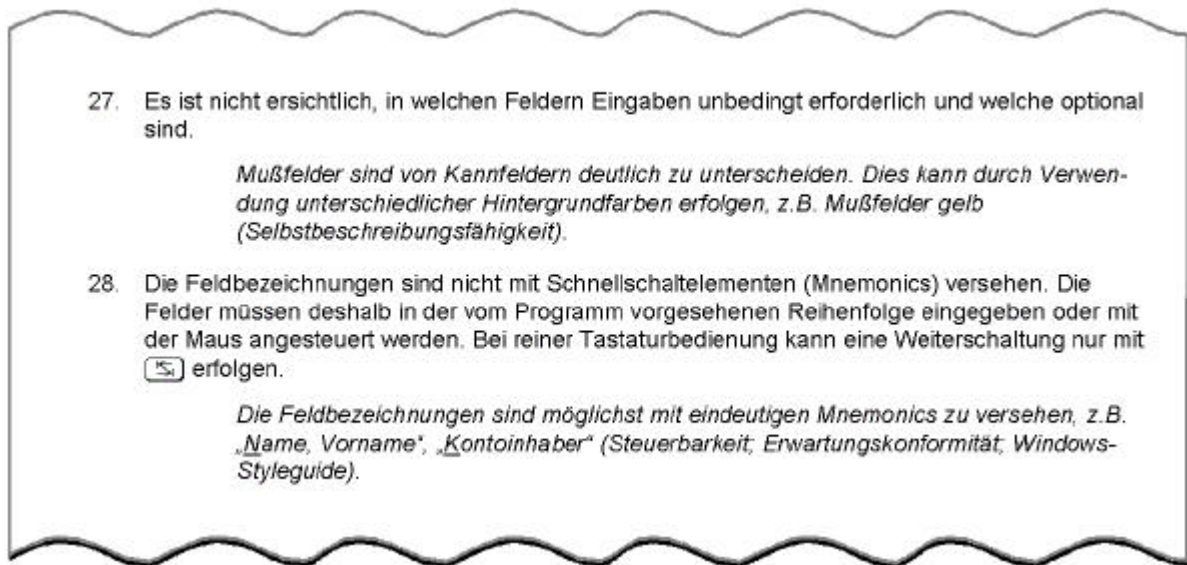 27. Es ist nicht ersichtlich, in welchen Feldern Eingaben unbedingt erforderlich und welche optional
sind.
Mußfelder sind von Kannfeldern deutlich zu unterscheiden. Dies kann durch Verwen-
dung unterschiedlicher Hintergrundfarben erfolgen, z.B. Mußfelder gelb
(Selbstbeschreibungsfähigkeit).
28. Die Feldbezeichnungen sind nicht mit Schnellschaltelementen (Mnemonics) versehen. Die
Felder müssen deshalb in der vom Programm vorgesehenen Reihenfolge eingegeben oder mit
der Maus angesteuert werden. Bei reiner Tastaturbedienung kann eine Weiterschaltung nur mit
erfolgen.
Die Feldbezeichnungen sind möglichst mit eindeutigen Mnemonics zu versehen, z.B.
„Name, Vorname“, „Kontoinhaber“ (Steuerbarkeit; Erwartungskonformität; Windows-
Styleguide).